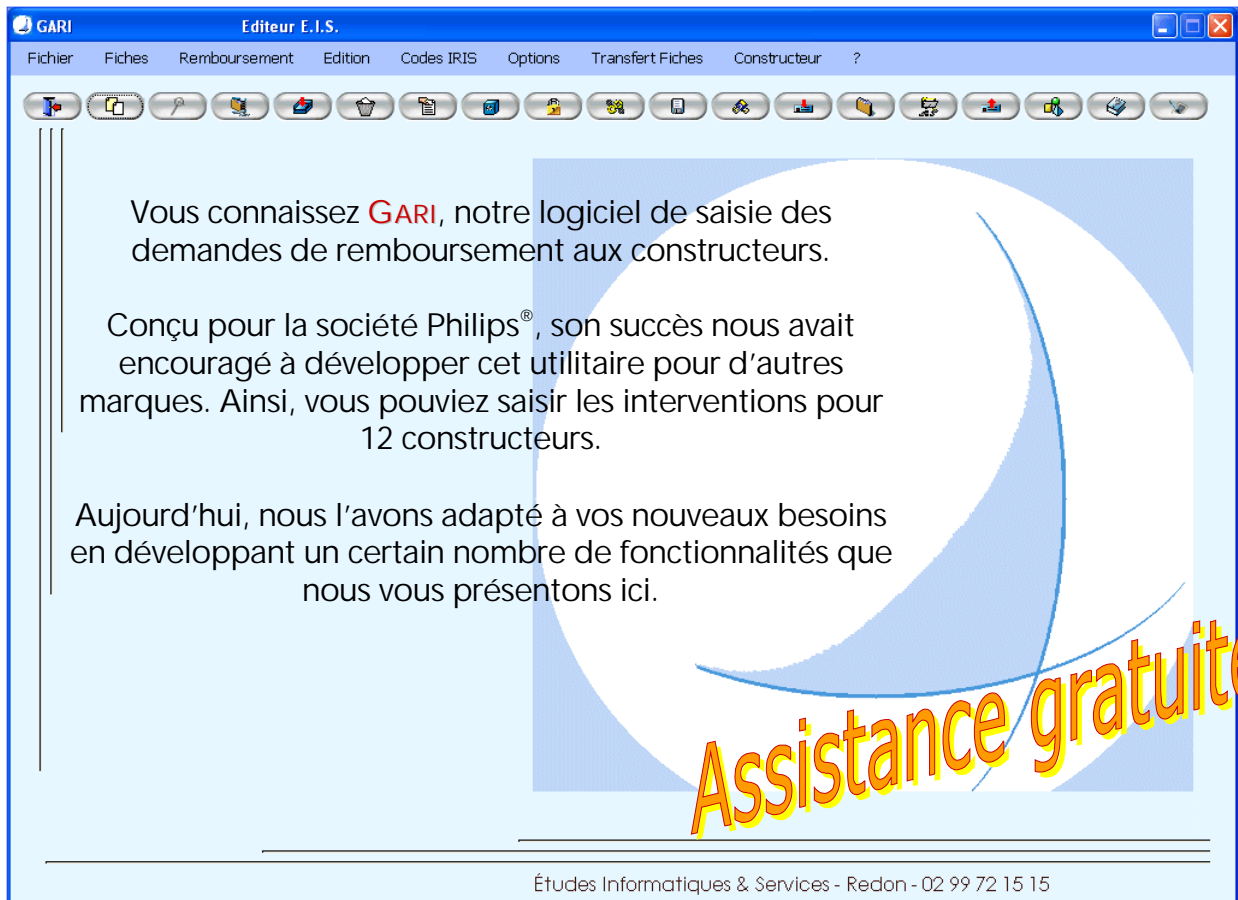 GARI Editeur E.I.S.
Fichier Fiches Remboursement Edition Codes IRIS Options Transfert Fiches Constructeur ?
Vous connaissez GARI, notre logiciel de saisie des
demandes de remboursement aux constructeurs.
Conçu pour la société Philips®, son succès nous avait
encouragé à développer cet utilitaire pour d'autres
marques. Ainsi, vous pouviez saisir les interventions pour
12 constructeurs.
Aujourd'hui, nous l'avons adapté à vos nouveaux besoins
en développant un certain nombre de fonctionnalités que
nous vous présentons ici.
Assistance gratuite
Études Informatiques & Services - Redon - 02 99 72 15 15